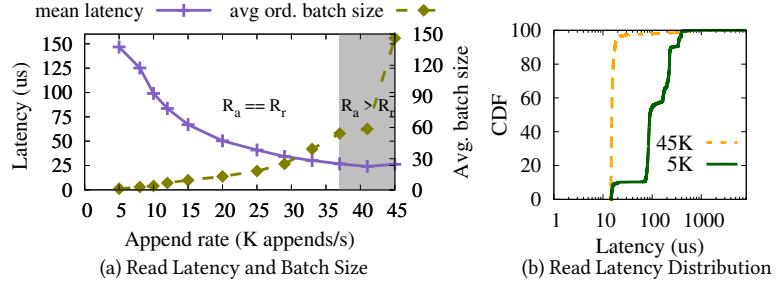 mean latency avg ord. batch size
150
125
100
75
50
25
0
Latency (us)
R_a == R_r
R_a > R_r
150
120
90
60
30
0
Avg. batch size
0 5 10 15 20 25 30 35 40 45
Append rate (K appends/s)
(a) Read Latency and Batch Size
100
80
60
40
20
0
CDF
45K
5K
1 10 100 1000
Latency (us)
(b) Read Latency Distribution